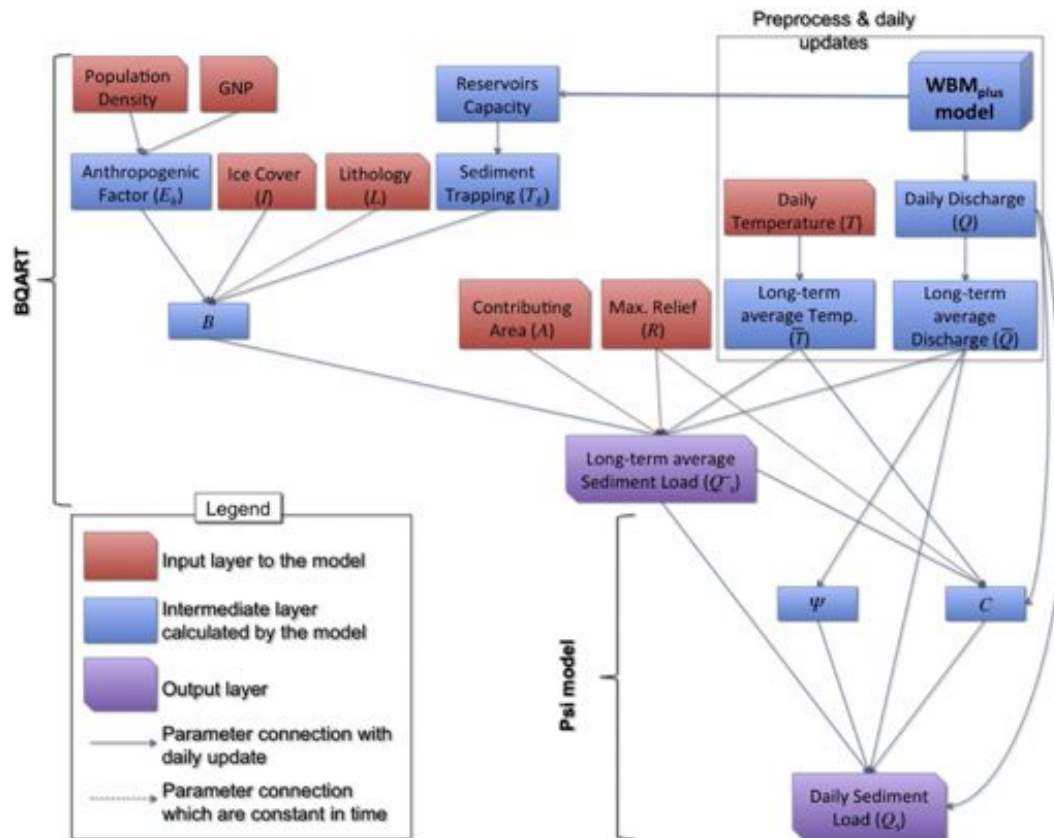 Preprocess & daily
updates
Population
Density
GNP
Reservoirs
Capacity
WBMplus
model
Anthropogenic
Factor (Eh)
Ice Cover
(I)
Lithology
(L)
Sediment
Trapping (TE)
Daily
Temperature (T)
Daily Discharge
(Q)
BQART
B
Contributing
Area (A)
Max. Relief
(R)
Long-term
average Temp.
(T̅)
Long-term
average
Discharge (Q̅)
Long-term average
Sediment Load (Q̅s)
Legend
Input layer to the model
Intermediate layer
calculated by the model
Output layer
Parameter connection with
daily update
Parameter connection
which are constant in time
Psi model
Ψ
C
Daily Sediment
Load (Qs)